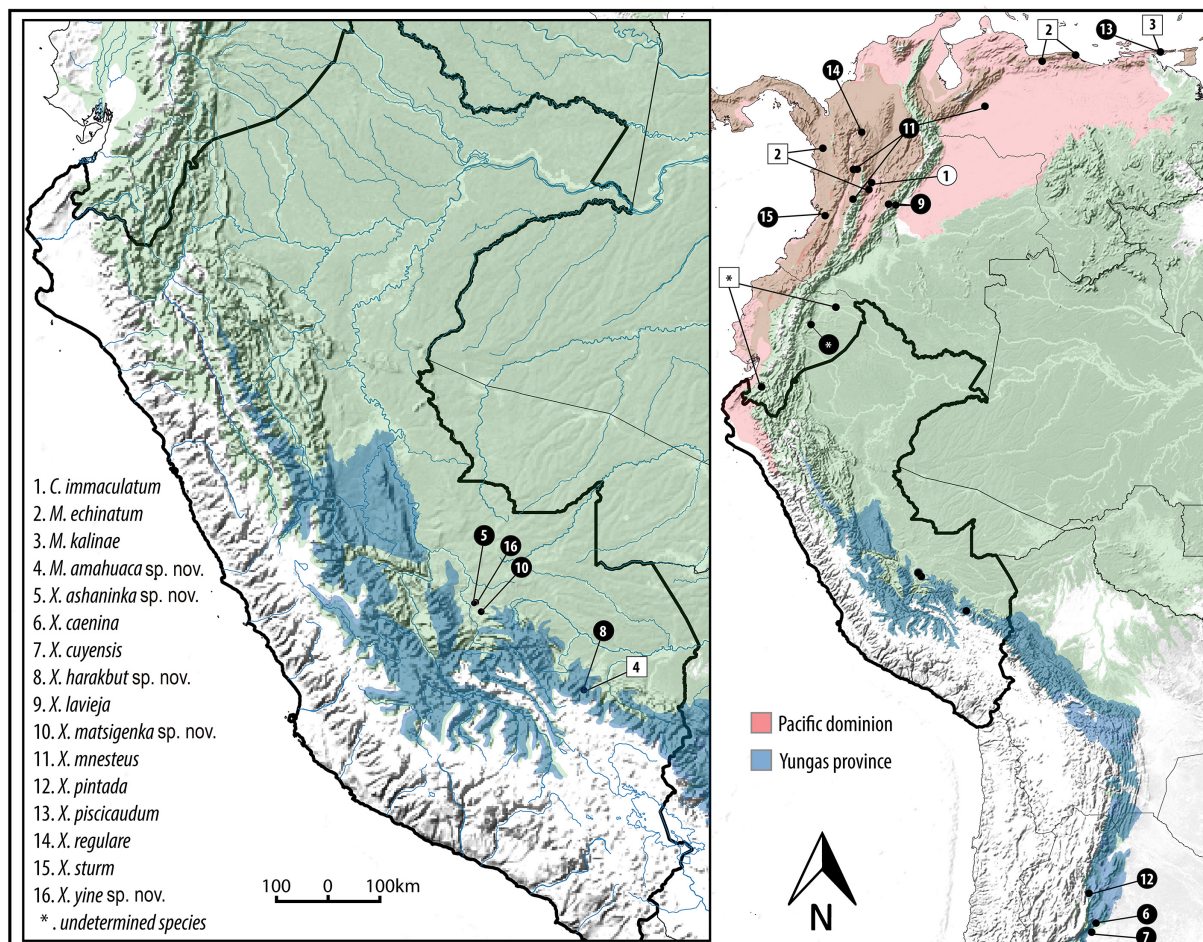 1. C. immaculatum
2. M. echinatum
3. M. kalinae
4. M. amahuaca sp. nov.
5. X. ashaninka sp. nov.
6. X. caenina
7. X. cuyensis
8. X. harakbut sp. nov.
9. X. lavieja
10. X. matsigenka sp. nov.
11. X. mnesteus
12. X. pintada
13. X. piscicaudum
14. X. regulare
15. X. sturm
16. X. yine sp. nov.
* . undetermined species
100 0 100km
5
16
10
8
4
2
13
3
14
11
2
1
9
15
*
*
Pacific dominion
Yungas province
N
12
6
7